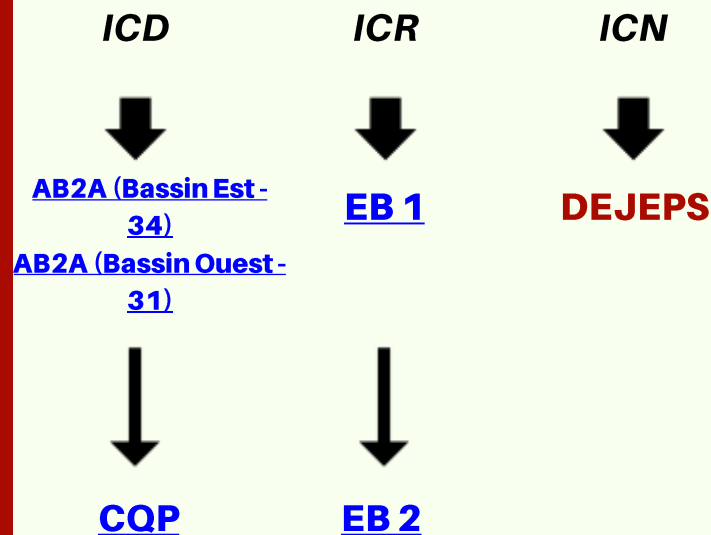 ICD ICR ICN
AB2A (Bassin Est -
34)
AB2A (Bassin Ouest -
31)
EB 1
DEJEPS
CQP EB 2